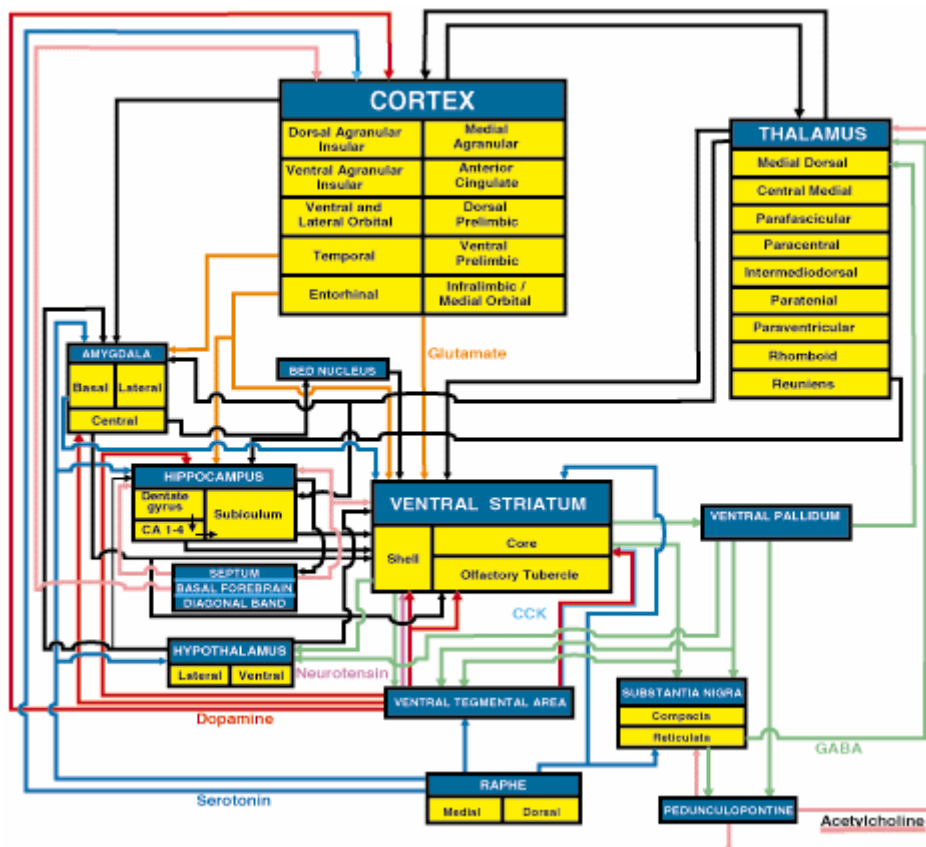 CORTEX
Dorsal Agranular
Insular
Medial
Agranular
Ventral Agranular
Insular
Anterior
Cingulate
Ventral and
Lateral Orbital
Dorsal
Prelimbic
Temporal
Ventral
Prelimbic
Entorhinal
Infralimbic /
Medial Orbital
THALAMUS
Medial Dorsal
Central Medial
Parafascicular
Paracentral
Intermediodorsal
Paratenial
Paraventricular
Rhomboid
Reuniens
Glutamate
AMYGDALA
Basal
Lateral
Central
BED NUCLEUS
HIPPOCAMPUS
Dentate
gyrus
CA 1-4
Subiculum
VENTRAL STRIATUM
Shell
Core
Olfactory Tubercle
VENTRAL PALLIDUM
SEPTUM
BASAL FOREBRAIN
DIAGONAL BAND
CCK
HYPOTHALAMUS
Lateral
Ventral
Neurotensin
VENTRAL TEGMENTAL AREA
SUBSTANTIA NIGRA
Compacia
Reticulata
Dopamine
GABA
RAPHE
Medial
Dorsal
Serotonin
PEDUNCULOPONTINE
Acetylcholine